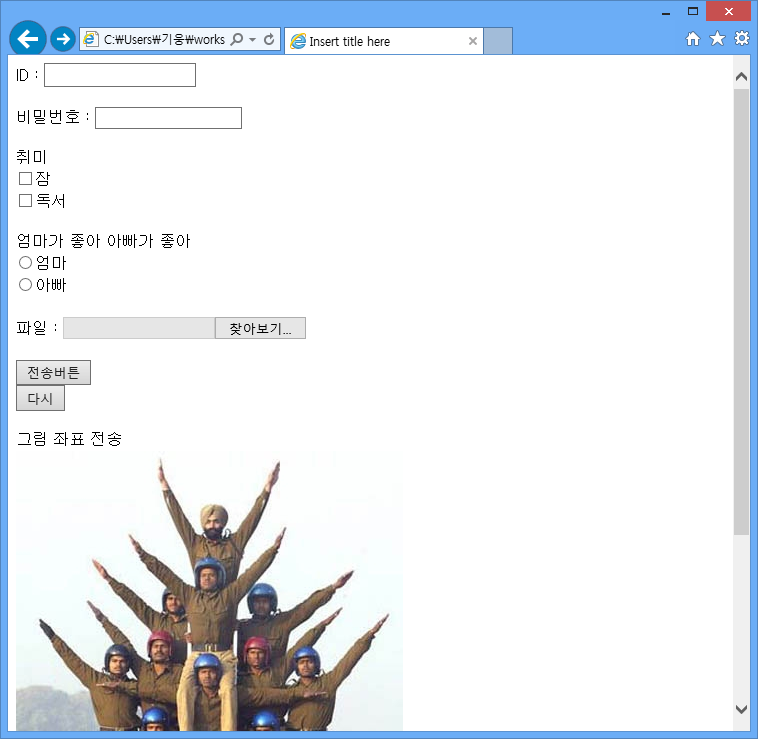 C:₩Users₩기웅₩works
Insert title here
ID :
비밀번호 :
취미
잠
독서
엄마가 좋아 아빠가 좋아
엄마
아빠
파일 : 찾아보기...
전송버튼
다시
그림 좌표 전송